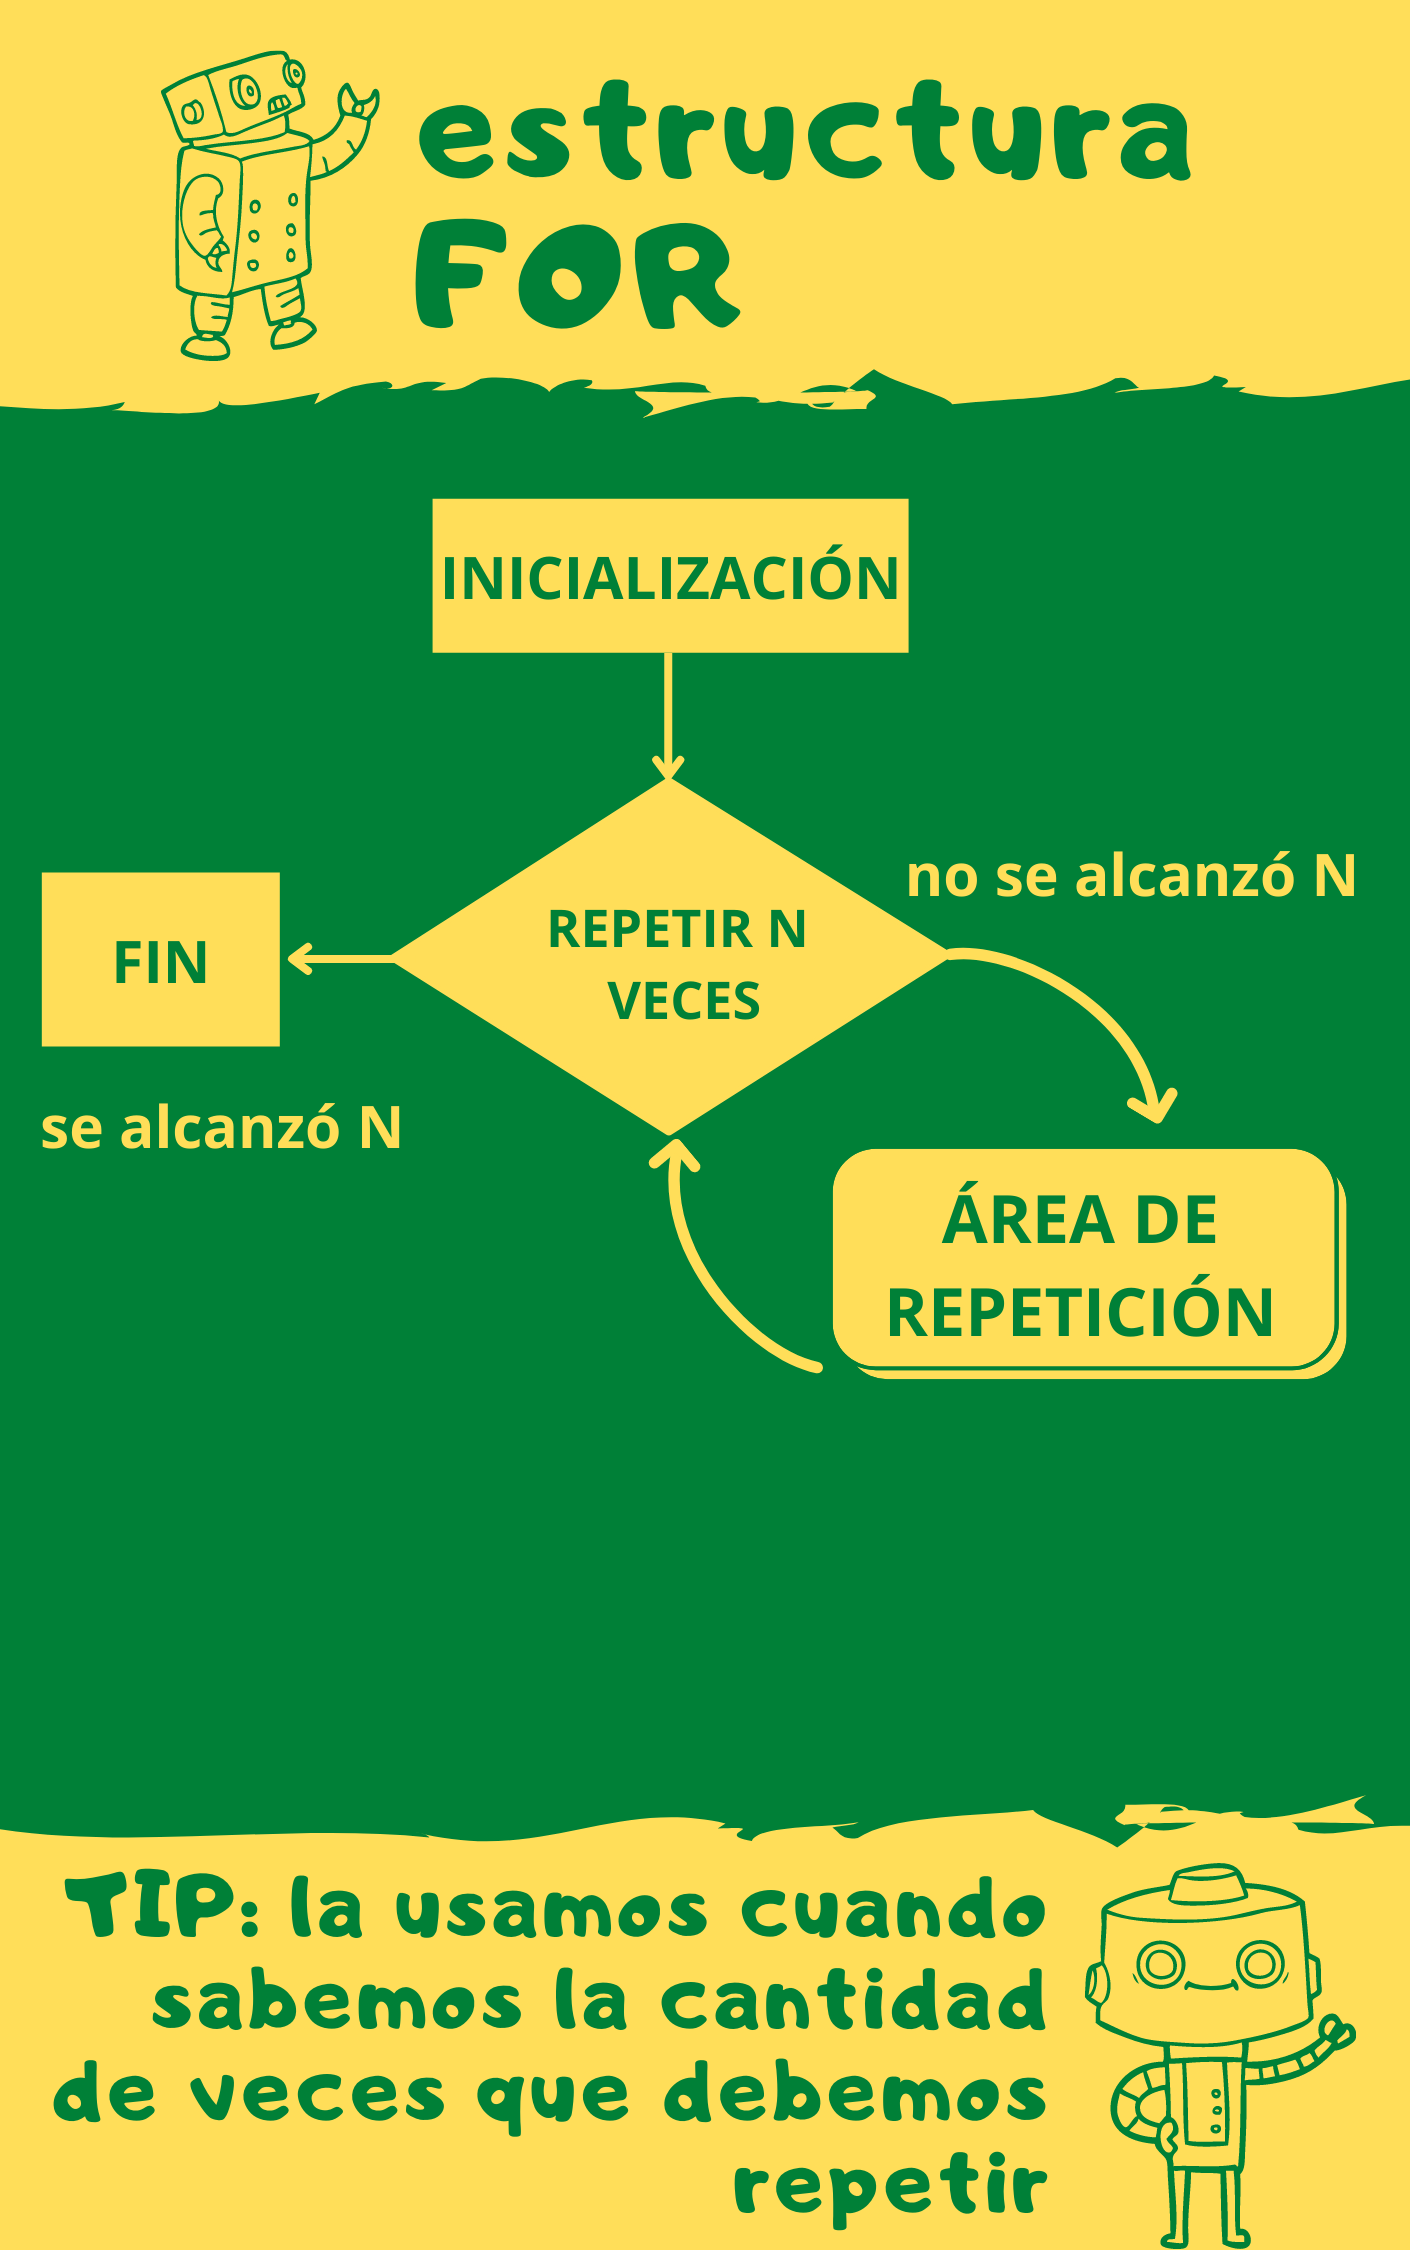 estructura
FOR
INICIALIZACIÓN
REPETIR N
VECES
no se alcanzó N
FIN
se alcanzó N
ÁREA DE
REPETICIÓN
TIP: la usamos cuando
sabemos la cantidad
de veces que debemos
repetir